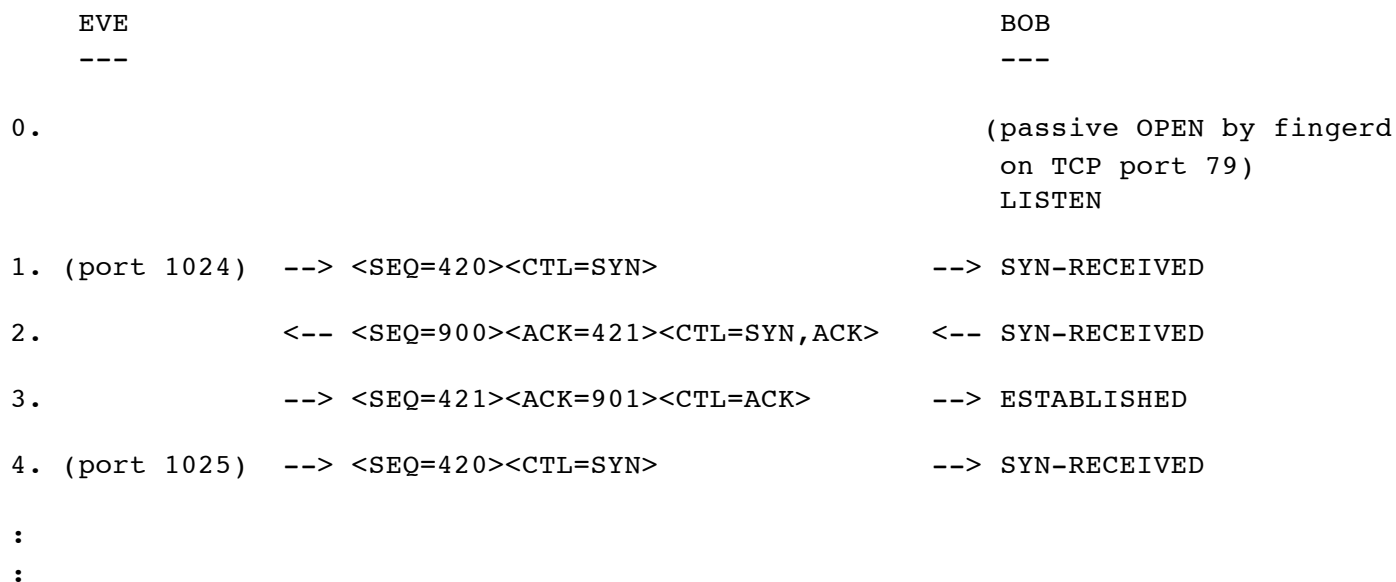 EVE BOB
--- ---
0. (passive OPEN by fingerd
on TCP port 79)
LISTEN
1. (port 1024) --> <SEQ=420><CTL=SYN> --> SYN-RECEIVED
2. <-- <SEQ=900><ACK=421><CTL=SYN,ACK> <-- SYN-RECEIVED
3. --> <SEQ=421><ACK=901><CTL=ACK> --> ESTABLISHED
4. (port 1025) --> <SEQ=420><CTL=SYN> --> SYN-RECEIVED
:
: